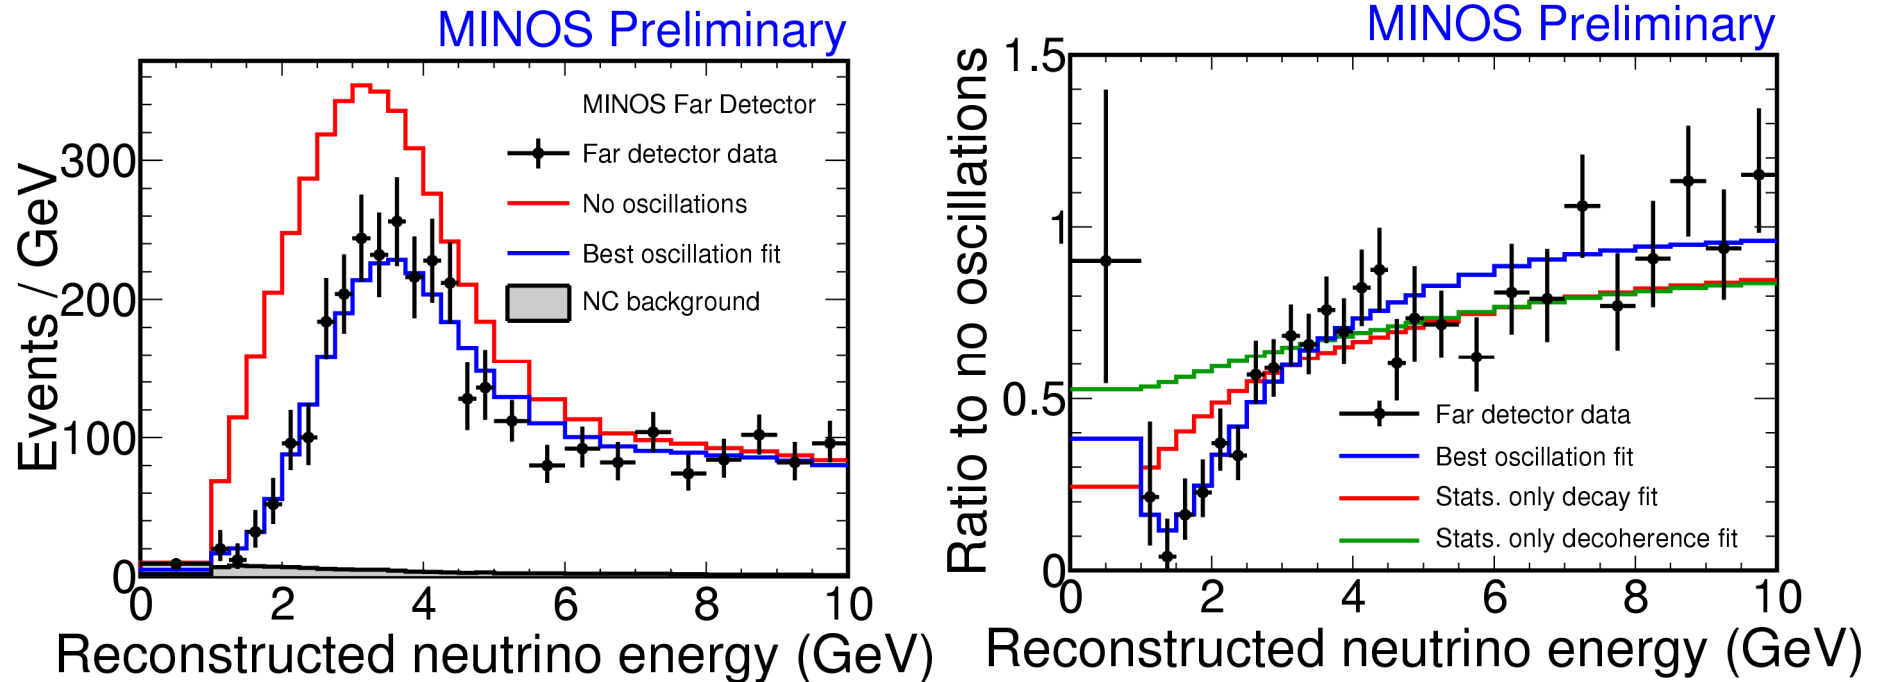 MINOS Preliminary
Events / GeV
300
200
100
0
MINOS Far Detector
Far detector data
No oscillations
Best oscillation fit
NC background
0 2 4 6 8 10
Reconstructed neutrino energy (GeV)
MINOS Preliminary
Ratio to no oscillations
1.5
1
0.5
0
Far detector data
Best oscillation fit
Stats. only decay fit
Stats. only decoherence fit
0 2 4 6 8 10
Reconstructed neutrino energy (GeV)